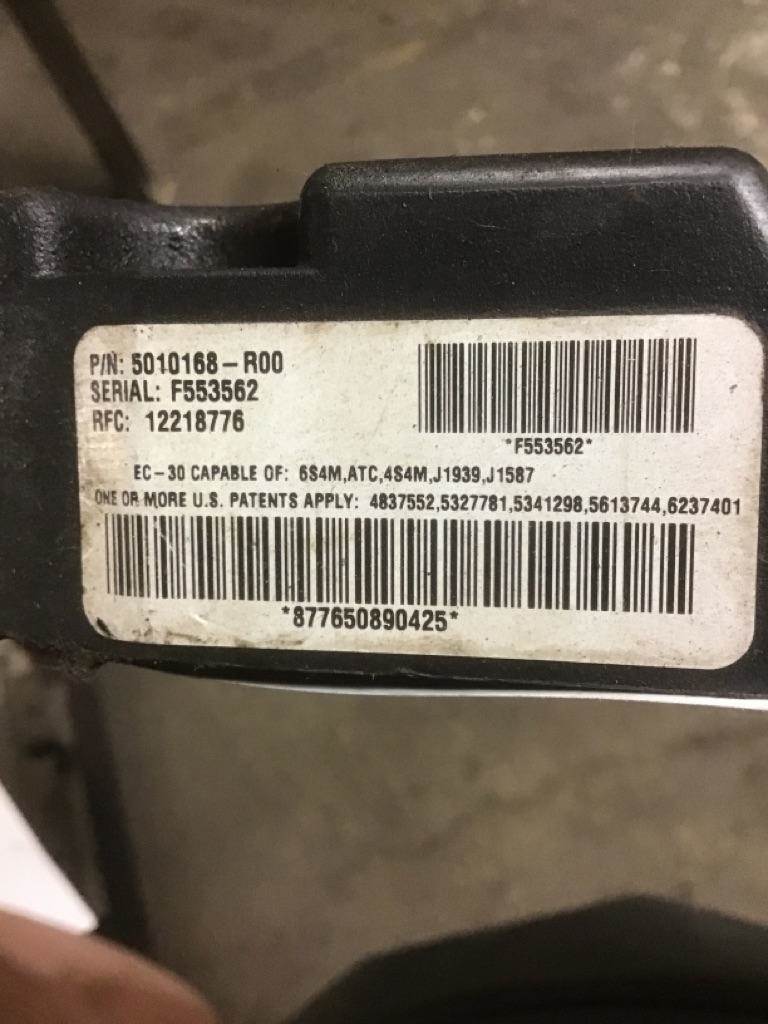 P/N: 5010168-R00
SERIAL: F553562
RFC: 12218776
*F553562*
EC-30 CAPABLE OF: 6S4M,ATC,4S4M,J1939,J1587
ONE OR MORE U.S. PATENTS APPLY: 4837552,5327781,5341298,5613744,6237401
*877650890425*